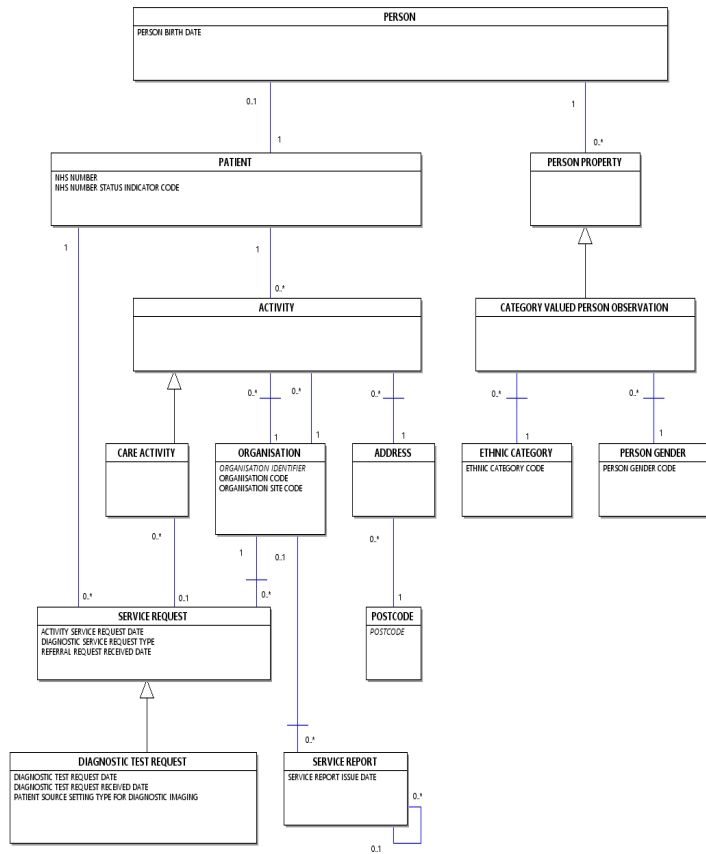 PERSON
PERSON BIRTH DATE
0..1
1
1
0..*
PATIENT
NHS NUMBER
NHS NUMBER STATUS INDICATOR CODE
PERSON PROPERTY
1
1
0..*
ACTIVITY
CATEGORY VALUED PERSON OBSERVATION
0..*
0..*
0..*
0..*
0..*
1
1
1
1
1
CARE ACTIVITY
ORGANISATION
ORGANISATION IDENTIFIER
ORGANISATION CODE
ORGANISATION SITE CODE
ADDRESS
ETHNIC CATEGORY
ETHNIC CATEGORY CODE
PERSON GENDER
PERSON GENDER CODE
0..*
1
0..1
0..*
0..*
0..1
0..*
1
SERVICE REQUEST
ACTIVITY SERVICE REQUEST DATE
DIAGNOSTIC SERVICE REQUEST TYPE
REFERRAL REQUEST RECEIVED DATE
POSTCODE
POSTCODE
0..*
DIAGNOSTIC TEST REQUEST
DIAGNOSTIC TEST REQUEST DATE
DIAGNOSTIC TEST REQUEST RECEIVED DATE
PATIENT SOURCE SETTING TYPE FOR DIAGNOSTIC IMAGING
SERVICE REPORT
SERVICE REPORT ISSUE DATE
0..*
0..1